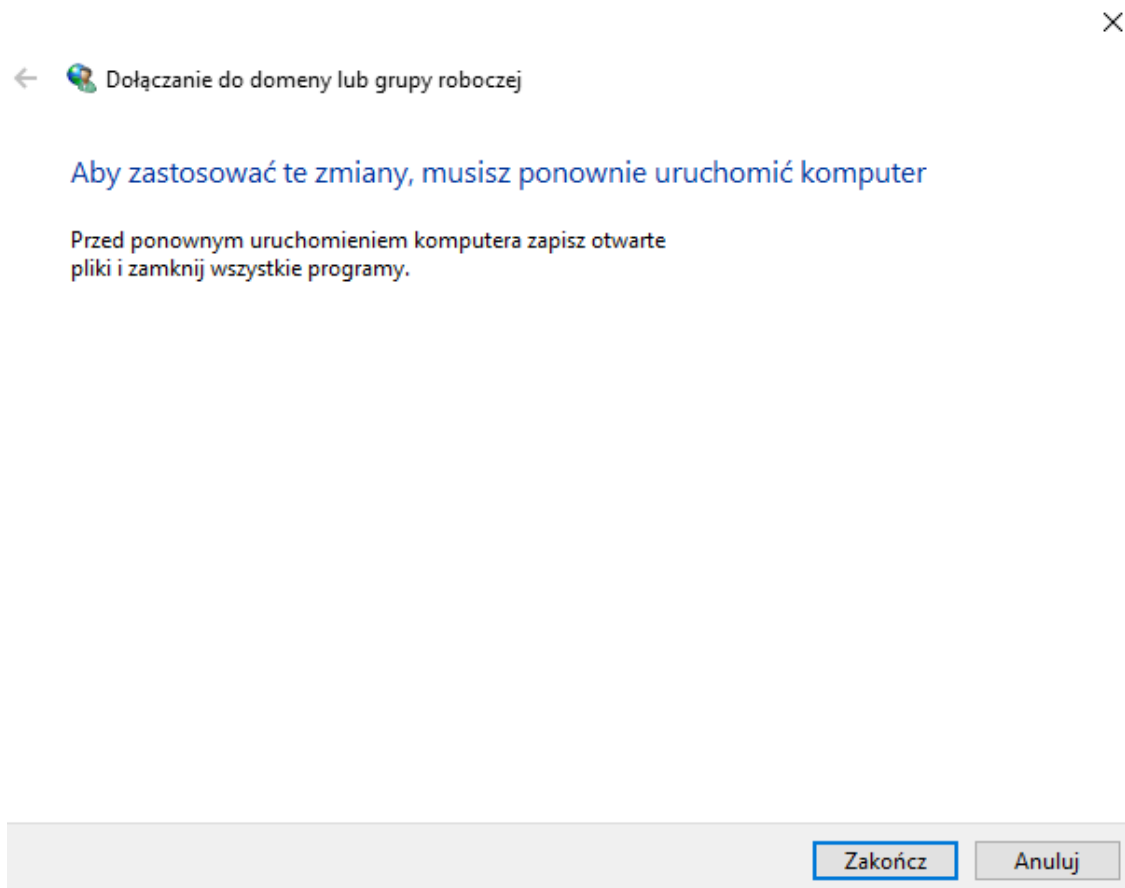 Dołączanie do domeny lub grupy roboczej
Aby zastosować te zmiany, musisz ponownie uruchomić komputer
Przed ponownym uruchomieniem komputera zapisz otwarte
pliki i zamknij wszystkie programy.
Zakończ
Anuluj